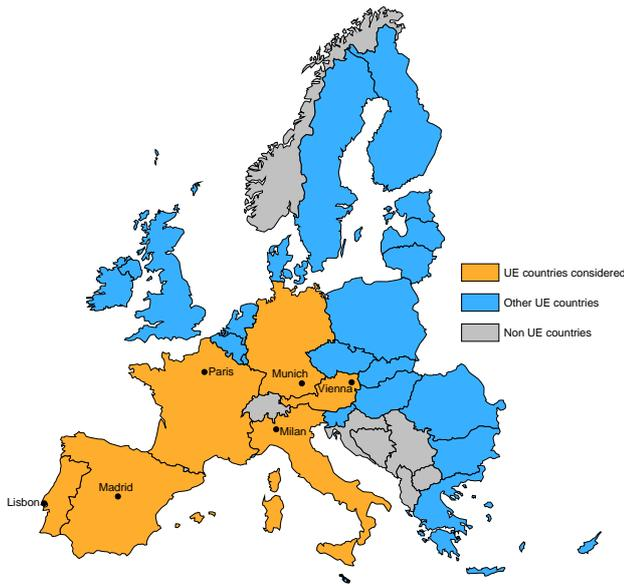 UE countries considered
Other UE countries
Non UE countries
Paris
Munich
Vienna
Milan
Madrid
Lisbon